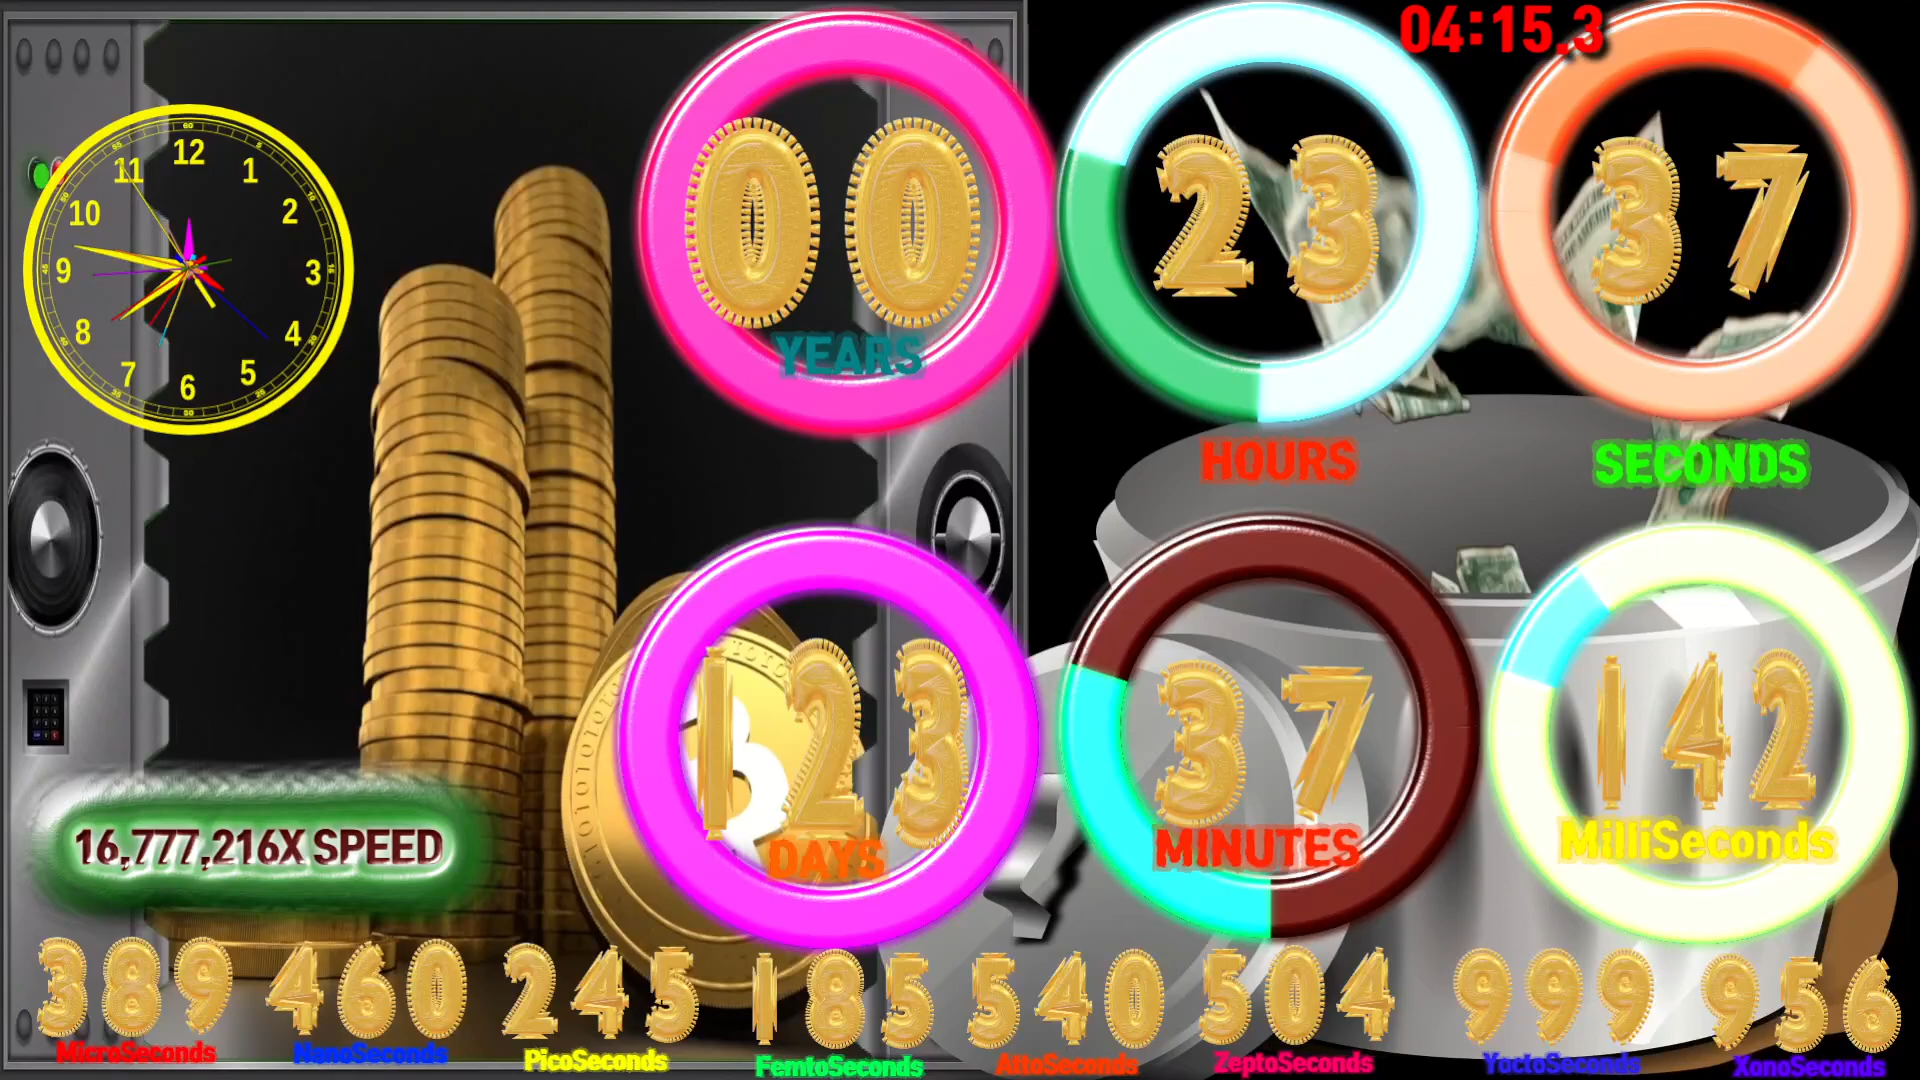 04:15.3
00
YEARS
23
HOURS
37
SECONDS
12
1
2
3
4
5
6
7
8
9
10
11
123
DAYS
37
MINUTES
142
MilliSeconds
16,777,216X SPEED
389 460 245 185 540 504 999 956
MicroSeconds NanoSeconds PicoSeconds FemtoSeconds AttoSeconds ZeptoSeconds YoctoSeconds XonoSeconds